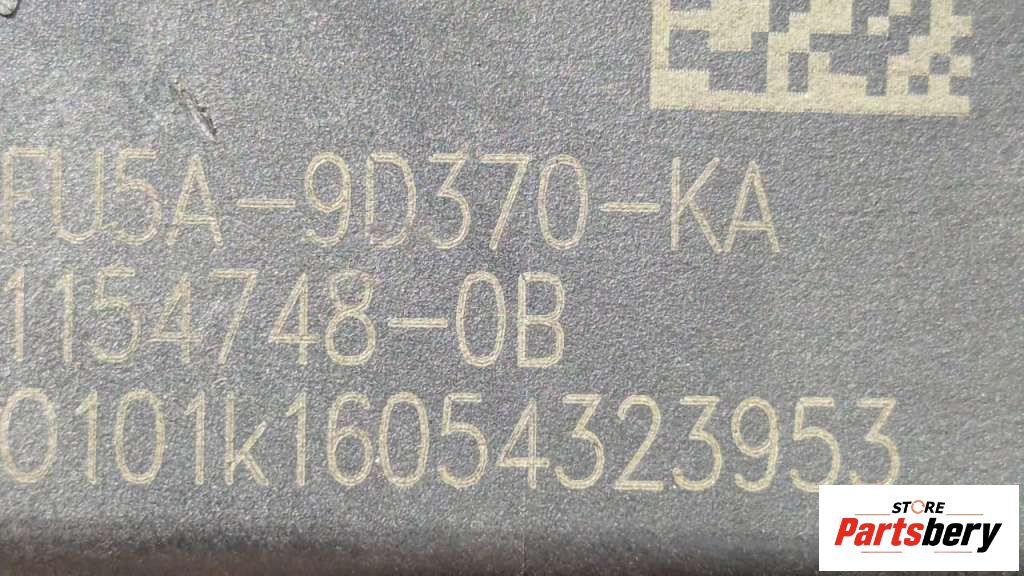 FU5A-9D370-KA
1154748-0B
0101k16054323953
STORE
Partsbery